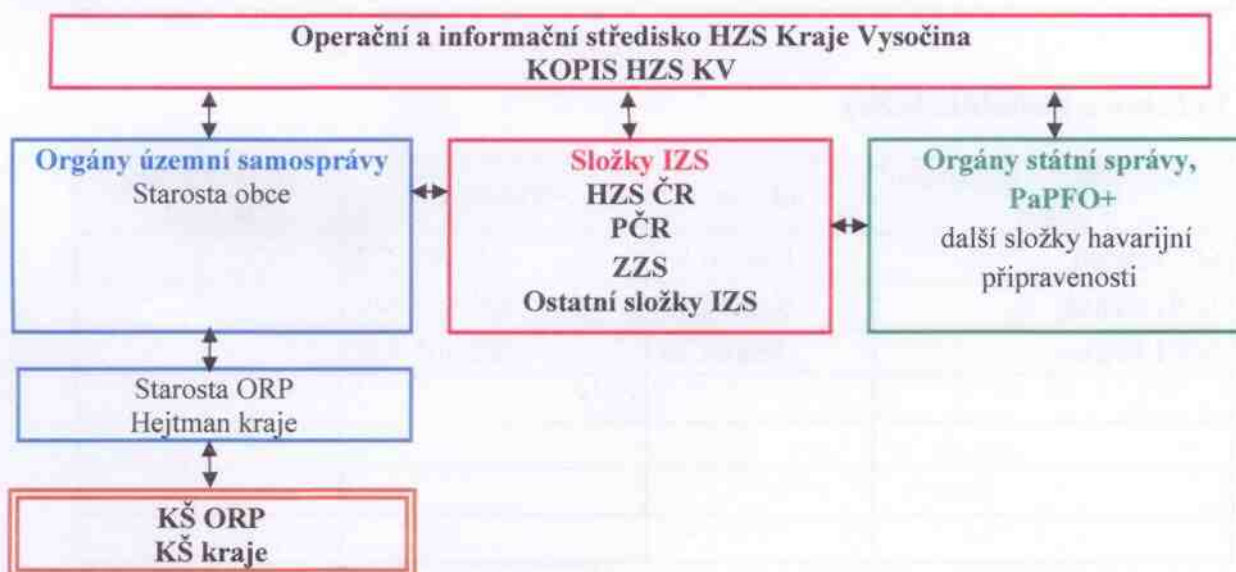 Operační a informační středisko HZS Kraje Vysočina
KOPIS HZS KV
Orgány územní samosprávy
Starosta obce
Složky IZS
HZS ČR
PČR
ZZS
Ostatní složky IZS
Orgány státní správy,
PaPFO+
další složky havarijní
připravenosti
Starosta ORP
Hejtman kraje
KŠ ORP
KŠ kraje